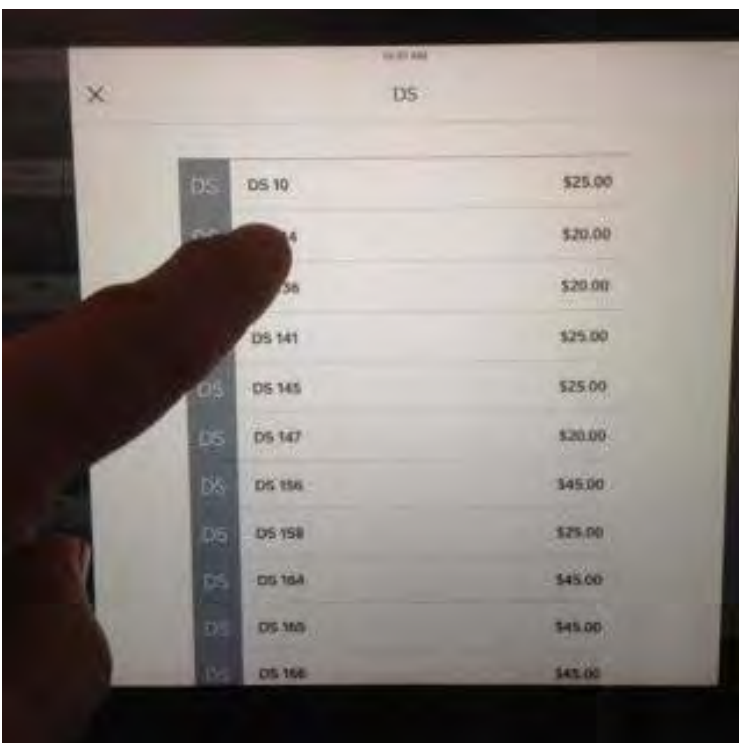 DS
DS DS 10 $25.00
$20.00
$20.00
DS 141 $25.00
DS DS 145 $25.00
DS DS 147 $20.00
DS DS 156 $45.00
DS DS 158 $25.00
DS DS 164 $45.00
DS DS 165 $45.00
DS DS 166 $45.00